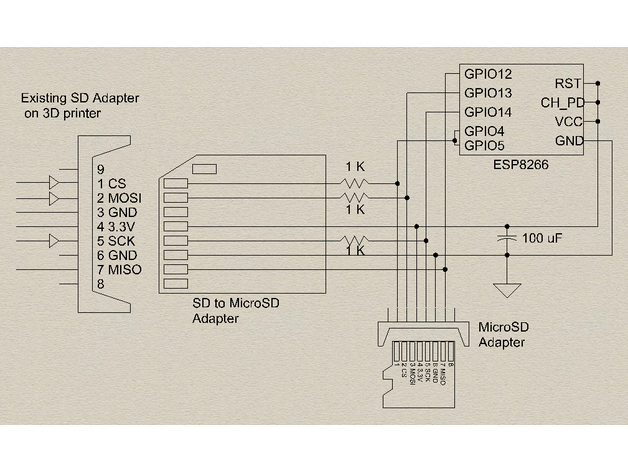 Existing SD Adapter
on 3D printer
9
1 CS
2 MOSI
3 GND
4 3.3V
5 SCK
6 GND
7 MISO
8
SD to MicroSD
Adapter
1 K
1 K
1 K
GPIO12
GPIO13
GPIO14
GPIO4
GPIO5
RST
CH_PD
VCC
GND
ESP8266
100 uF
MicroSD
Adapter
1
2 CS
3 MOSI
4 3.3V
5 SCK
6 GND
7 MISO
8